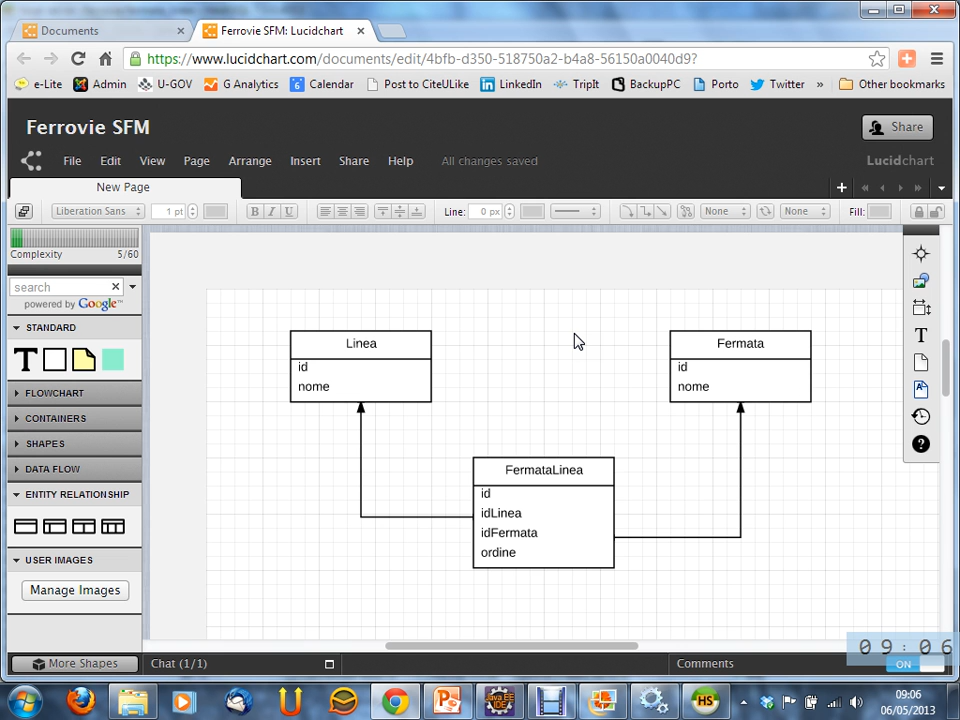 Documents
Ferrovie SFM: Lucidchart
https://www.lucidchart.com/documents/edit/4bfb-d350-518750a2-b4a8-56150a0040d9?
e-Lite Admin U-GOV G Analytics Calendar Post to CiteULike LinkedIn TripIt BackupPC Porto Twitter » Other bookmarks
Ferrovie SFM
Share
File Edit View Page Arrange Insert Share Help All changes saved
Lucidchart
New Page
Liberation Sans 1 pt B I U Line: 0 px None None Fill:
Complexity 5/60
search
powered by Google™
STANDARD
T
FLOWCHART
CONTAINERS
SHAPES
DATA FLOW
ENTITY RELATIONSHIP
USER IMAGES
Manage Images
Linea
id
nome
Fermata
id
nome
FermataLinea
id
idLinea
idFermata
ordine
T
A
?
More Shapes
Chat (1/1)
Comments
09:06
ON
Java EE
IDE
HS
09:06
06/05/2013